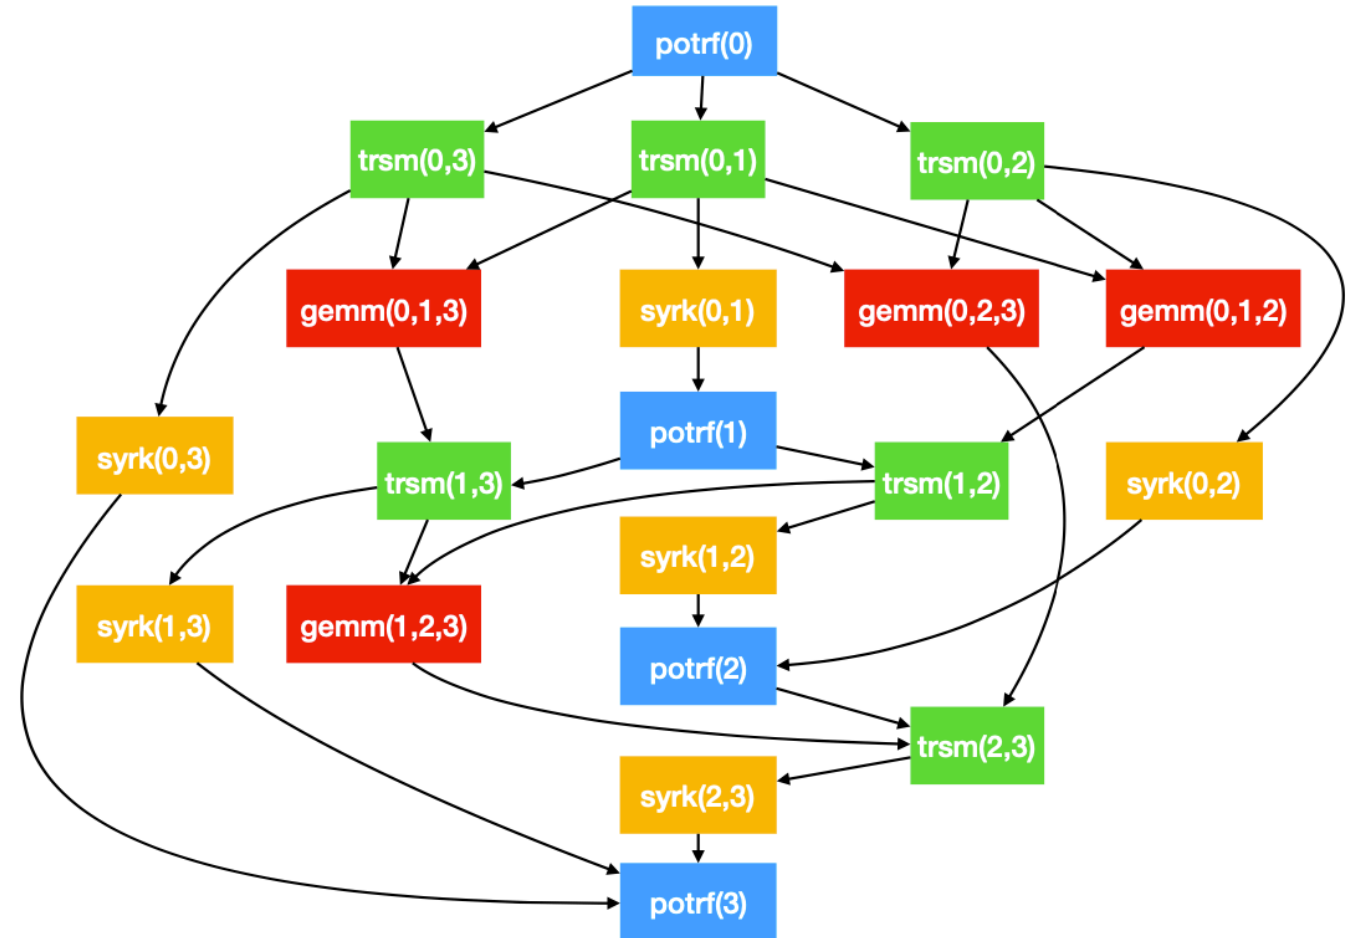 potrf(0)
trsm(0,3)
trsm(0,1)
trsm(0,2)
gemm(0,1,3)
syrk(0,1)
gemm(0,2,3)
gemm(0,1,2)
potrf(1)
syrk(0,3)
trsm(1,3)
trsm(1,2)
syrk(0,2)
syrk(1,2)
syrk(1,3)
gemm(1,2,3)
potrf(2)
trsm(2,3)
syrk(2,3)
potrf(3)